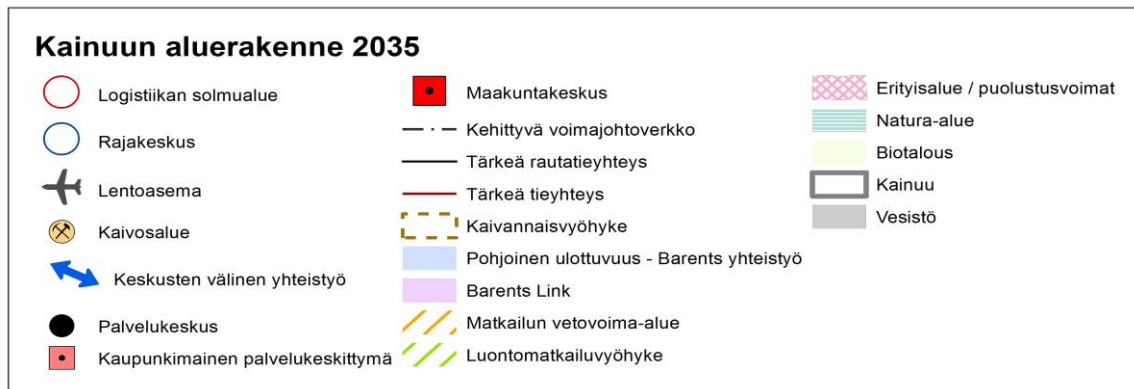 Kainuun aluerakenne 2035
Logistiikan solmualue
Rajakeskus
Lentoasema
Kaivosalue
Keskusten välinen yhteistyö
Palvelukeskus
Kaupunkimainen palvelukeskittymä
Maakuntakeskus
Kehittyvä voimajohtoverkko
Tärkeä rautatieyhteys
Tärkeä tieyhteys
Kaivannaisvyöhyke
Pohjoinen ulottuvuus - Barents yhteistyö
Barents Link
Matkailun vetovoima-alue
Luontomatkailuvyöhyke
Erityisalue / puolustusvoimat
Natura-alue
Biotalous
Kainuu
Vesistö